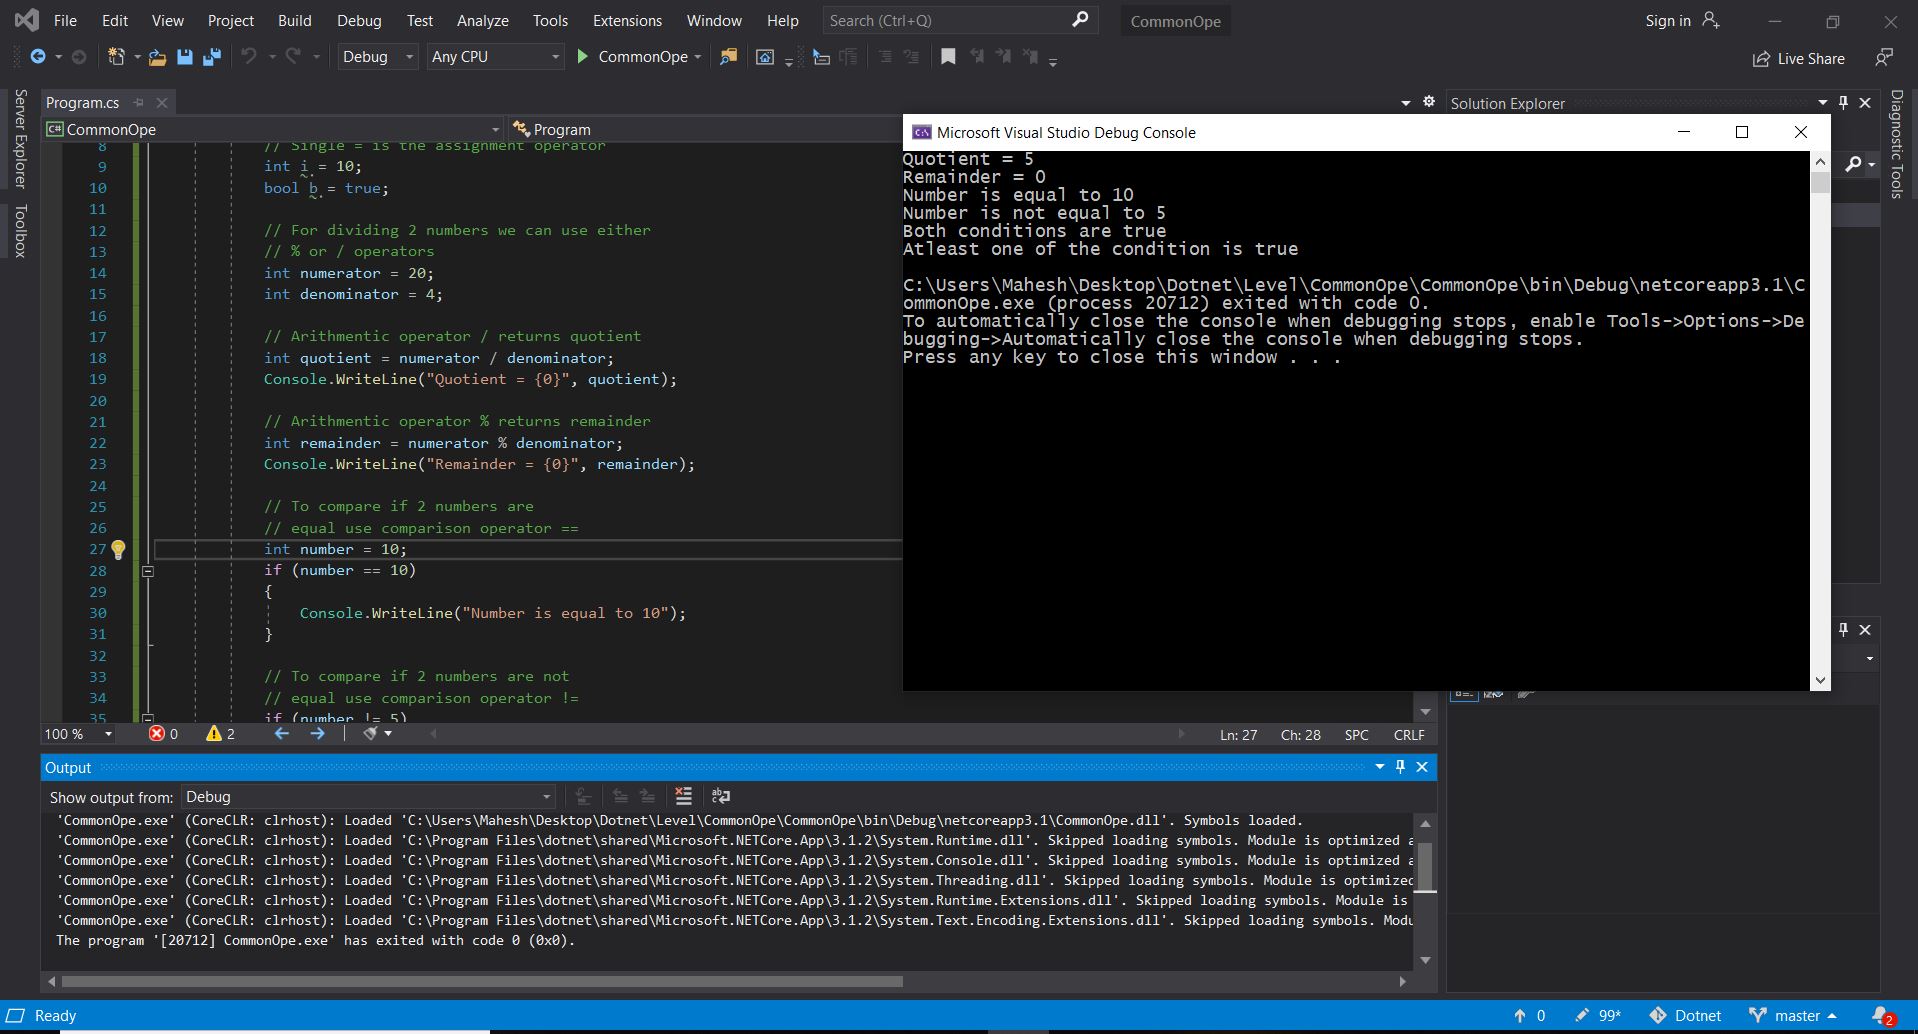 File Edit View Project Build Debug Test Analyze Tools Extensions Window Help Search (Ctrl+Q) CommonOpe Sign in
Debug Any CPU CommonOpe Live Share
Server Explorer
Toolbox
Program.cs
CommonOpe Program
8 // Single = is the assignment operator
9 int i = 10;
10 bool b = true;
11
12 // For dividing 2 numbers we can use either
13 // % or / operators
14 int numerator = 20;
15 int denominator = 4;
16
17 // Arithmentic operator / returns quotient
18 int quotient = numerator / denominator;
19 Console.WriteLine("Quotient = {0}", quotient);
20
21 // Arithmentic operator % returns remainder
22 int remainder = numerator % denominator;
23 Console.WriteLine("Remainder = {0}", remainder);
24
25 // To compare if 2 numbers are
26 // equal use comparison operator ==
27 int number = 10;
28 if (number == 10)
29 {
30 Console.WriteLine("Number is equal to 10");
31 }
32
33 // To compare if 2 numbers are not
34 // equal use comparison operator !=
35 if (number != 5)
100 % 0 2 Ln: 27 Ch: 28 SPC CRLF
Solution Explorer
Diagnostic Tools
C:\ Microsoft Visual Studio Debug Console
Quotient = 5
Remainder = 0
Number is equal to 10
Number is not equal to 5
Both conditions are true
Atleast one of the condition is true
C:\Users\Mahesh\Desktop\Dotnet\Level\CommonOpe\CommonOpe\bin\Debug\netcoreapp3.1\C
ommonOpe.exe (process 20712) exited with code 0.
To automatically close the console when debugging stops, enable Tools->Options->De
bugging->Automatically close the console when debugging stops.
Press any key to close this window . . .
Output
Show output from: Debug
'CommonOpe.exe' (CoreCLR: clrhost): Loaded 'C:\Users\Mahesh\Desktop\Dotnet\Level\CommonOpe\CommonOpe\bin\Debug\netcoreapp3.1\CommonOpe.dll'. Symbols loaded.
'CommonOpe.exe' (CoreCLR: clrhost): Loaded 'C:\Program Files\dotnet\shared\Microsoft.NETCore.App\3.1.2\System.Runtime.dll'. Skipped loading symbols. Module is optimized a
'CommonOpe.exe' (CoreCLR: clrhost): Loaded 'C:\Program Files\dotnet\shared\Microsoft.NETCore.App\3.1.2\System.Console.dll'. Skipped loading symbols. Module is optimized a
'CommonOpe.exe' (CoreCLR: clrhost): Loaded 'C:\Program Files\dotnet\shared\Microsoft.NETCore.App\3.1.2\System.Threading.dll'. Skipped loading symbols. Module is optimized
'CommonOpe.exe' (CoreCLR: clrhost): Loaded 'C:\Program Files\dotnet\shared\Microsoft.NETCore.App\3.1.2\System.Runtime.Extensions.dll'. Skipped loading symbols. Module is
'CommonOpe.exe' (CoreCLR: clrhost): Loaded 'C:\Program Files\dotnet\shared\Microsoft.NETCore.App\3.1.2\System.Text.Encoding.Extensions.dll'. Skipped loading symbols. Modu
The program '[20712] CommonOpe.exe' has exited with code 0 (0x0).
Ready 0 99* Dotnet master 2